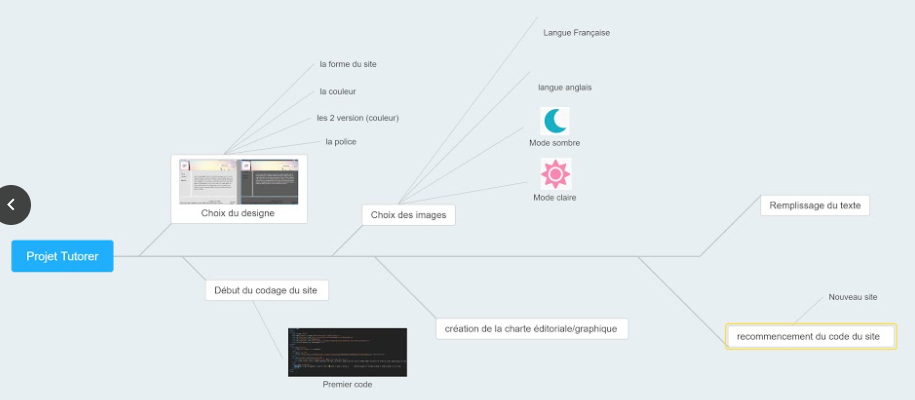 Langue Française
la forme du site
langue anglais
la couleur
les 2 version (couleur)
la police
Mode sombre
Mode claire
Choix du designe
Choix des images
Remplissage du texte
Projet Tutorer
Début du codage du site
Nouveau site
création de la charte éditoriale/graphique
recommencement du code du site
Premier code